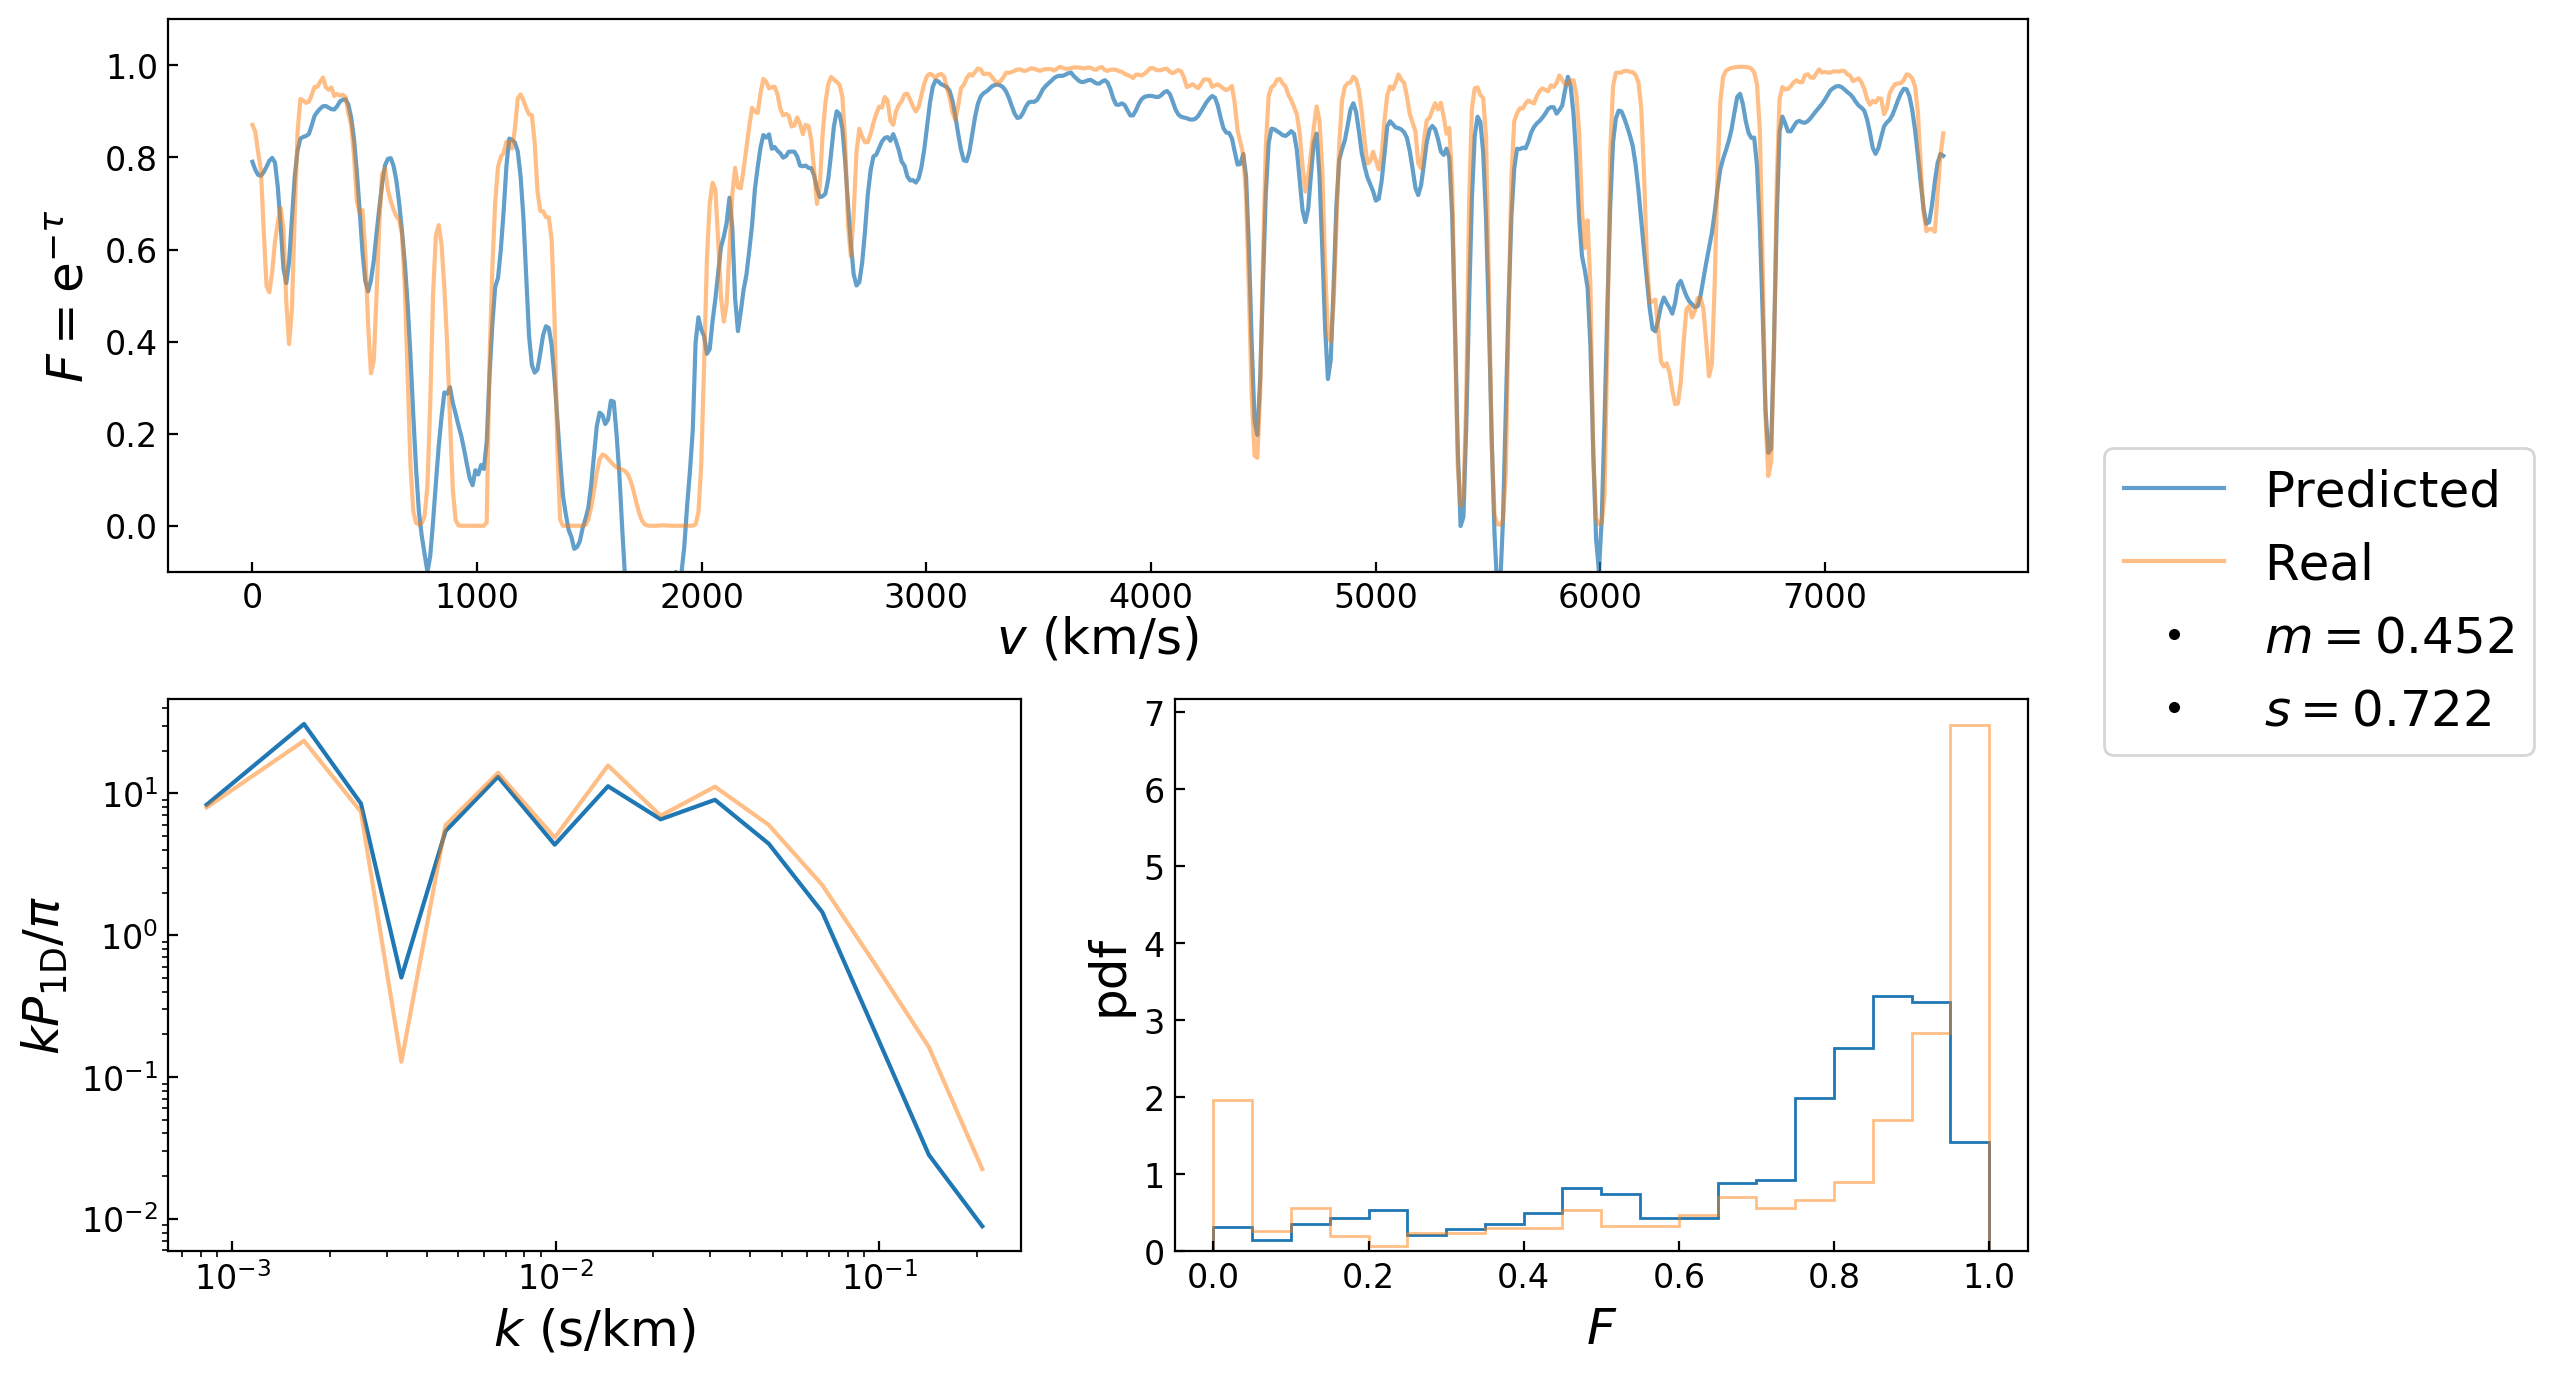 1.0
0.8
0.6
0.4
0.2
0.0
F = e^{-τ}
0 1000 2000 3000 4000 5000 6000 7000
v (km/s)
Predicted
Real
m = 0.452
s = 0.722
10^1
10^0
10^{-1}
10^{-2}
kP_{1D}/π
10^{-3} 10^{-2} 10^{-1}
k (s/km)
7
6
5
4
3
2
1
0
pdf
0.0 0.2 0.4 0.6 0.8 1.0
F